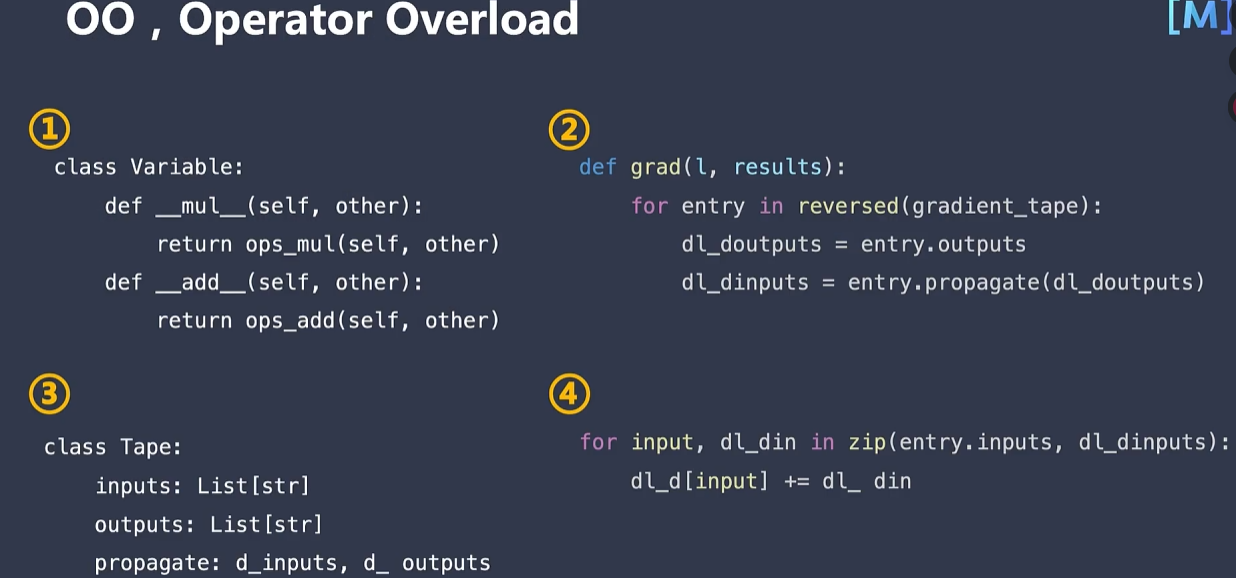 OO , Operator Overload
[M]
①
class Variable:
def __mul__(self, other):
return ops_mul(self, other)
def __add__(self, other):
return ops_add(self, other)
②
def grad(l, results):
for entry in reversed(gradient_tape):
dl_doutputs = entry.outputs
dl_dinputs = entry.propagate(dl_doutputs)
③
class Tape:
inputs: List[str]
outputs: List[str]
propagate: d_inputs, d_ outputs
④
for input, dl_din in zip(entry.inputs, dl_dinputs):
dl_d[input] += dl_ din